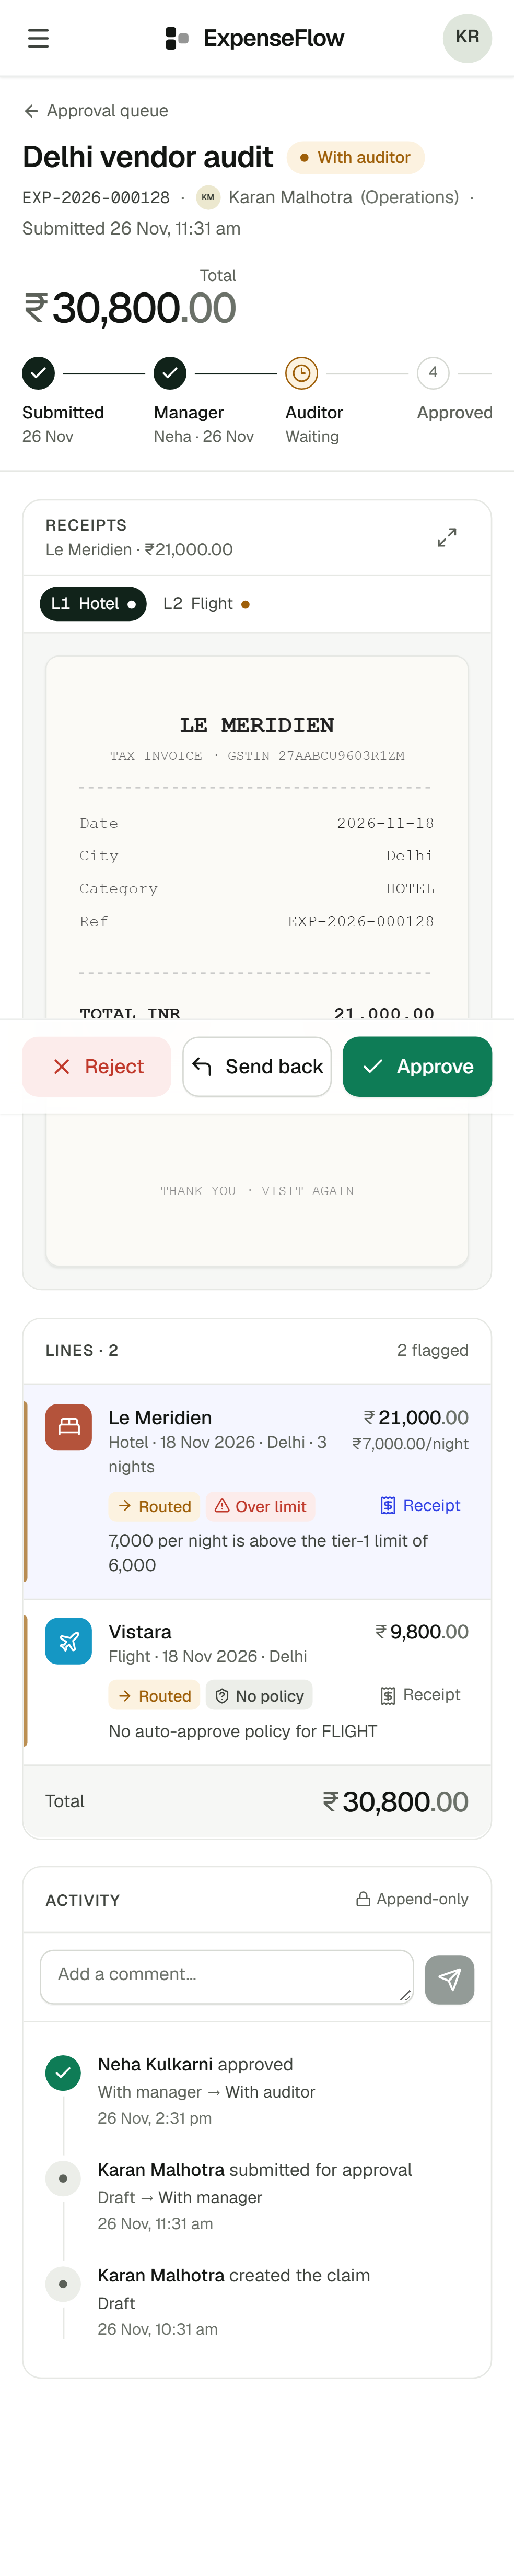 ExpenseFlow
KR
← Approval queue
Delhi vendor audit
With auditor
EXP-2026-000128 · KM Karan Malhotra (Operations) ·
Submitted 26 Nov, 11:31 am
Total
₹30,800.00
4
Submitted
Manager
Auditor
Approved
26 Nov
Neha · 26 Nov
Waiting
RECEIPTS
Le Meridien · ₹21,000.00
L1 Hotel
L2 Flight
LE MERIDIEN
TAX INVOICE · GSTIN 27AABCU9603R1ZM
Date 2026-11-18
City Delhi
Category HOTEL
Ref EXP-2026-000128
TOTAL INR 21,000.00
Reject
Send back
Approve
THANK YOU · VISIT AGAIN
LINES · 2
2 flagged
Le Meridien ₹21,000.00
Hotel · 18 Nov 2026 · Delhi · 3 ₹7,000.00/night
nights
→ Routed
Over limit
Receipt
7,000 per night is above the tier-1 limit of
6,000
Vistara ₹9,800.00
Flight · 18 Nov 2026 · Delhi
→ Routed
No policy
Receipt
No auto-approve policy for FLIGHT
Total ₹30,800.00
ACTIVITY
Append-only
Add a comment…
Neha Kulkarni approved
With manager → With auditor
26 Nov, 2:31 pm
Karan Malhotra submitted for approval
Draft → With manager
26 Nov, 11:31 am
Karan Malhotra created the claim
Draft
26 Nov, 10:31 am